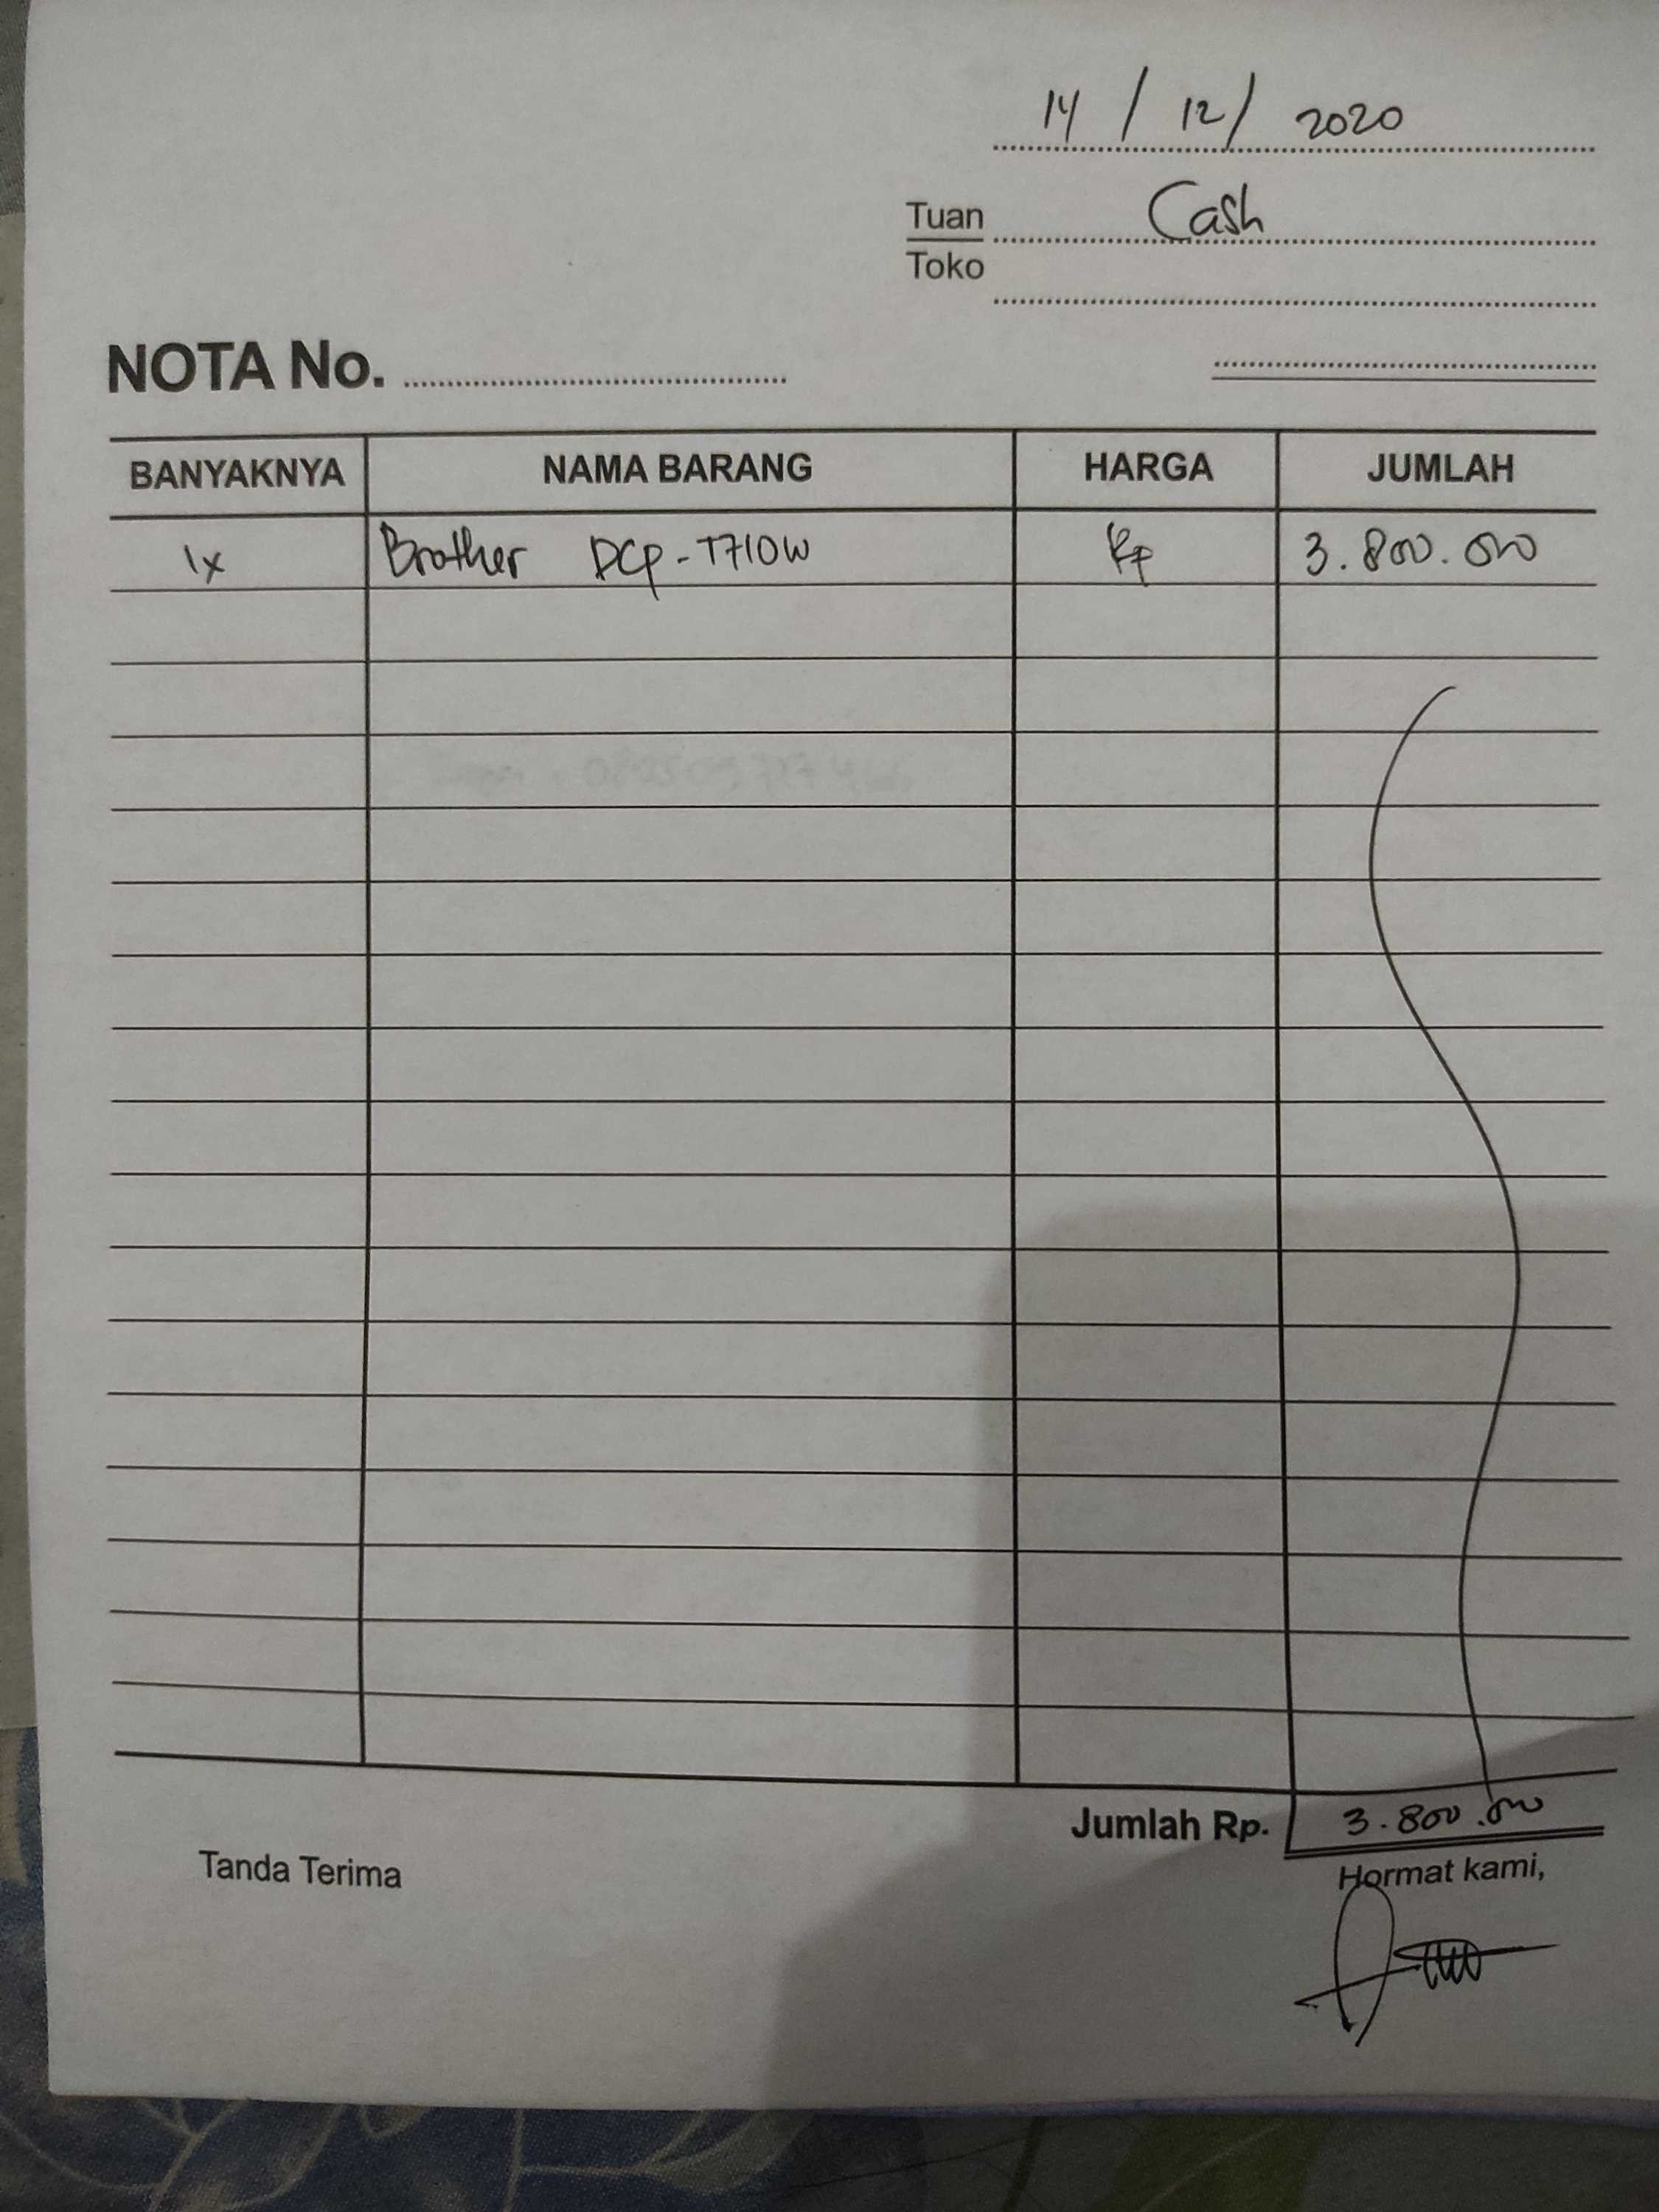 14 / 12 / 2020
Tuan Cash
Toko
NOTA No.
BANYAKNYA NAMA BARANG HARGA JUMLAH
1x Brother DCP-T710W Rp 3.800.000
Jumlah Rp. 3.800.000
Tanda Terima Hormat kami,